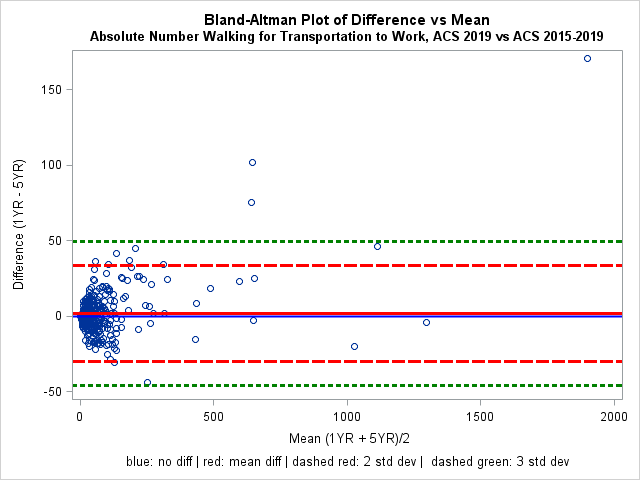 Bland-Altman Plot of Difference vs Mean
Absolute Number Walking for Transportation to Work, ACS 2019 vs ACS 2015-2019
Difference (1YR - 5YR)
150
100
50
0
-50
0 500 1000 1500 2000
Mean (1YR + 5YR)/2
blue: no diff | red: mean diff | dashed red: 2 std dev | dashed green: 3 std dev